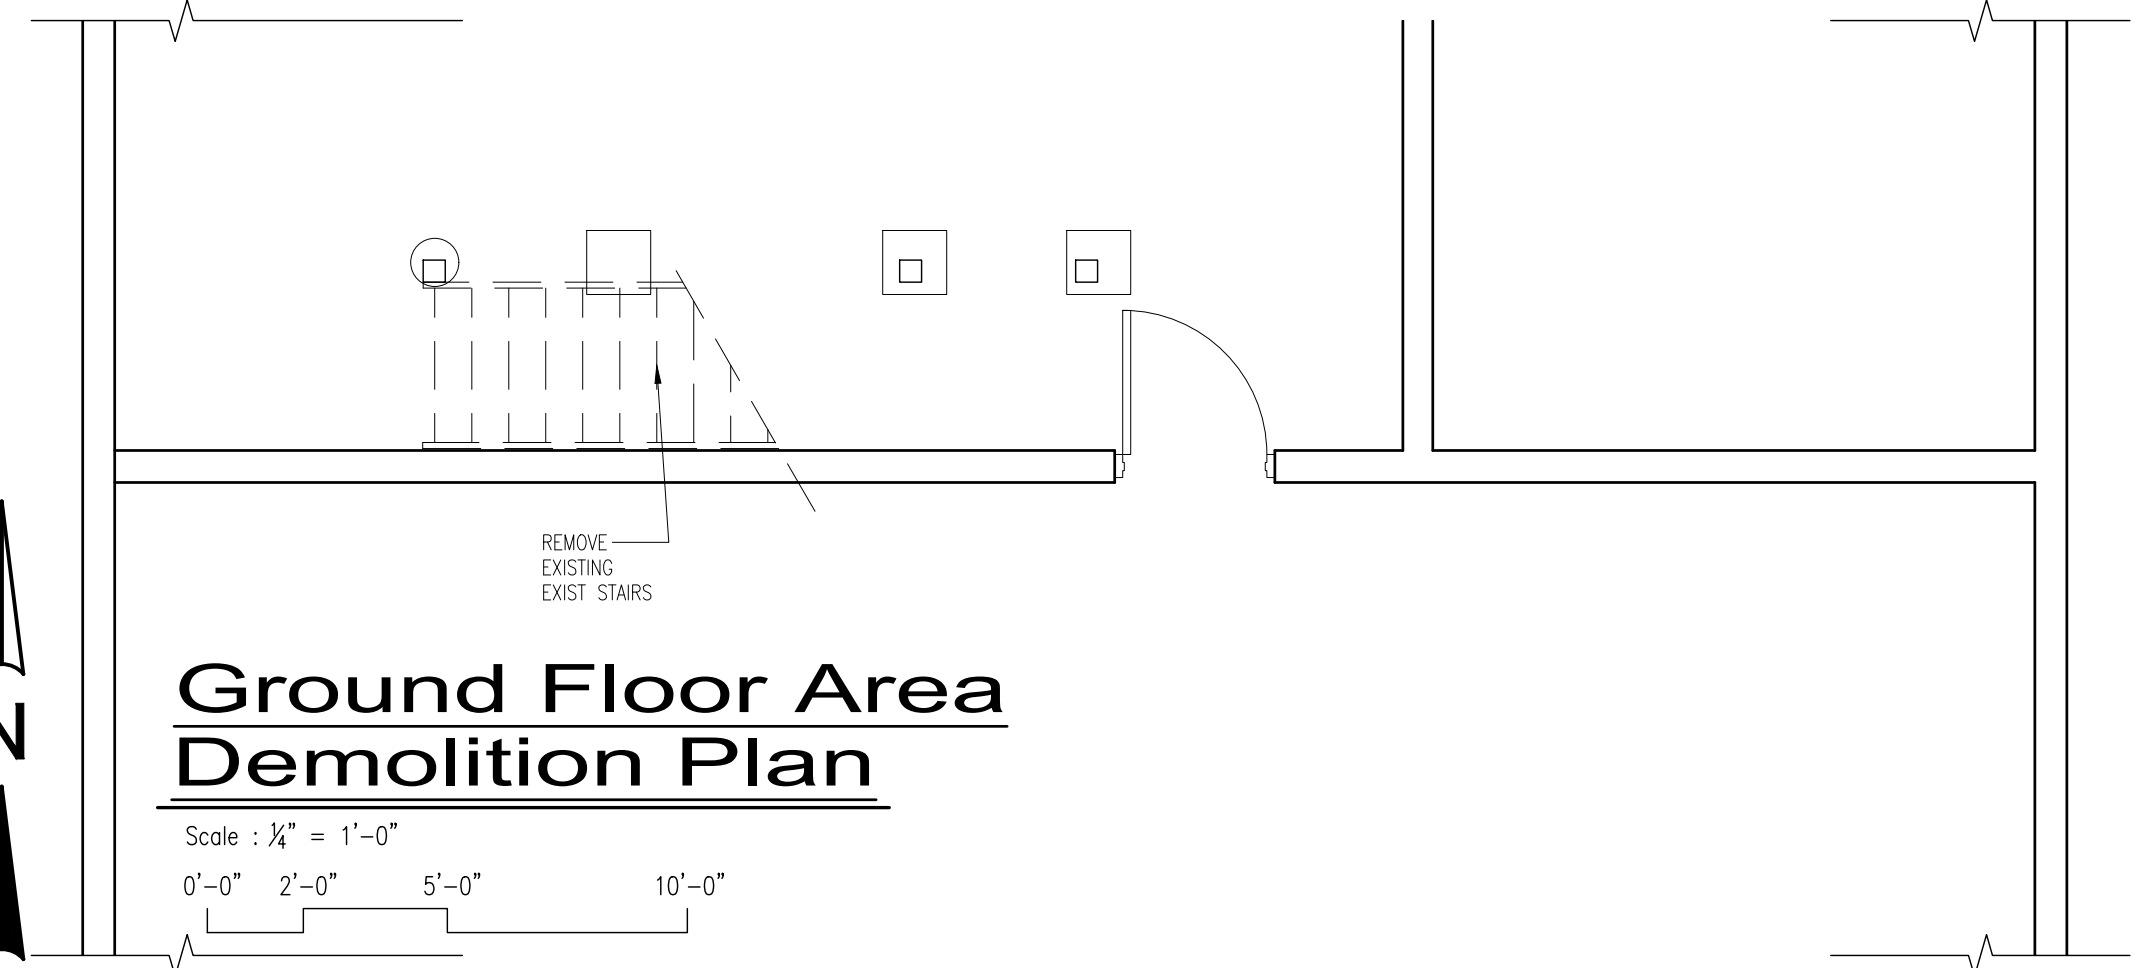 REMOVE
EXISTING
EXIST STAIRS
Ground Floor Area
Demolition Plan
Scale : ¼" = 1'-0"
0'-0" 2'-0" 5'-0" 10'-0"
N